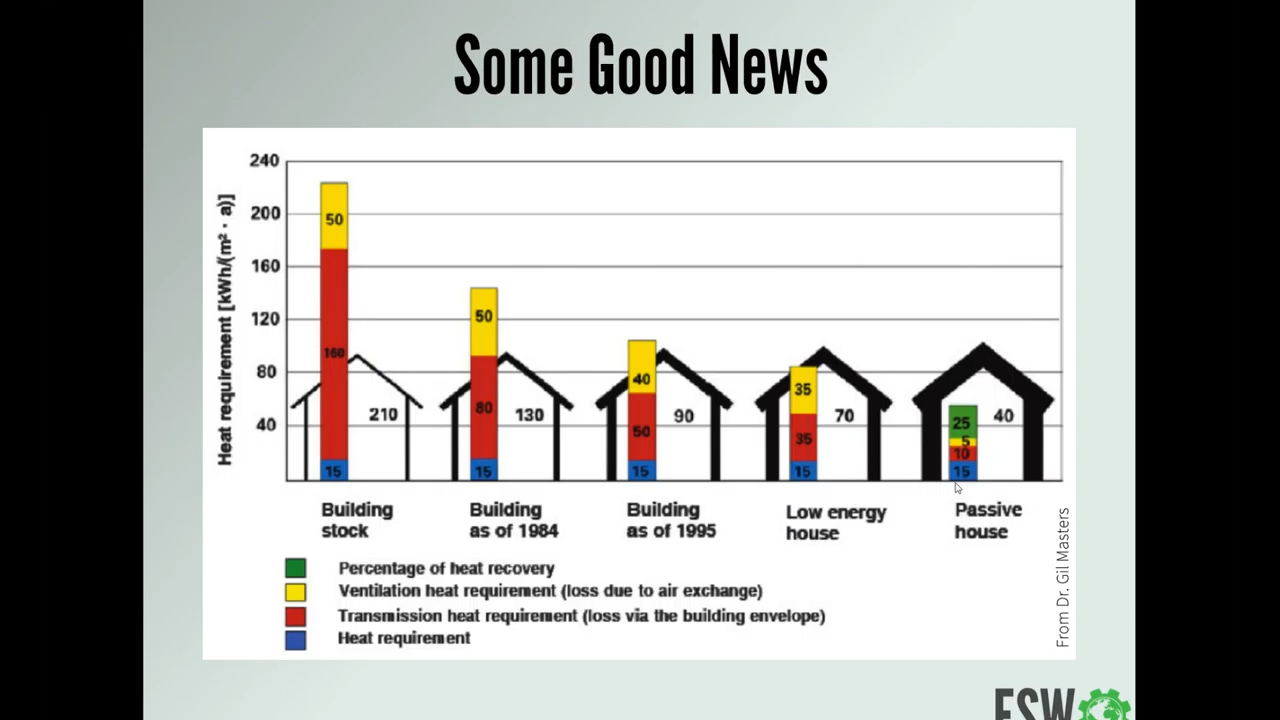 Some Good News
Heat requirement [kWh/(m² · a)]
240
200
160
120
80
40
50
160
15
210
50
80
15
130
40
50
15
90
35
35
15
70
25
5
10
15
40
Building
stock
Building
as of 1984
Building
as of 1995
Low energy
house
Passive
house
Percentage of heat recovery
Ventilation heat requirement (loss due to air exchange)
Transmission heat requirement (loss via the building envelope)
Heat requirement
From Dr. Gil Masters
ESW